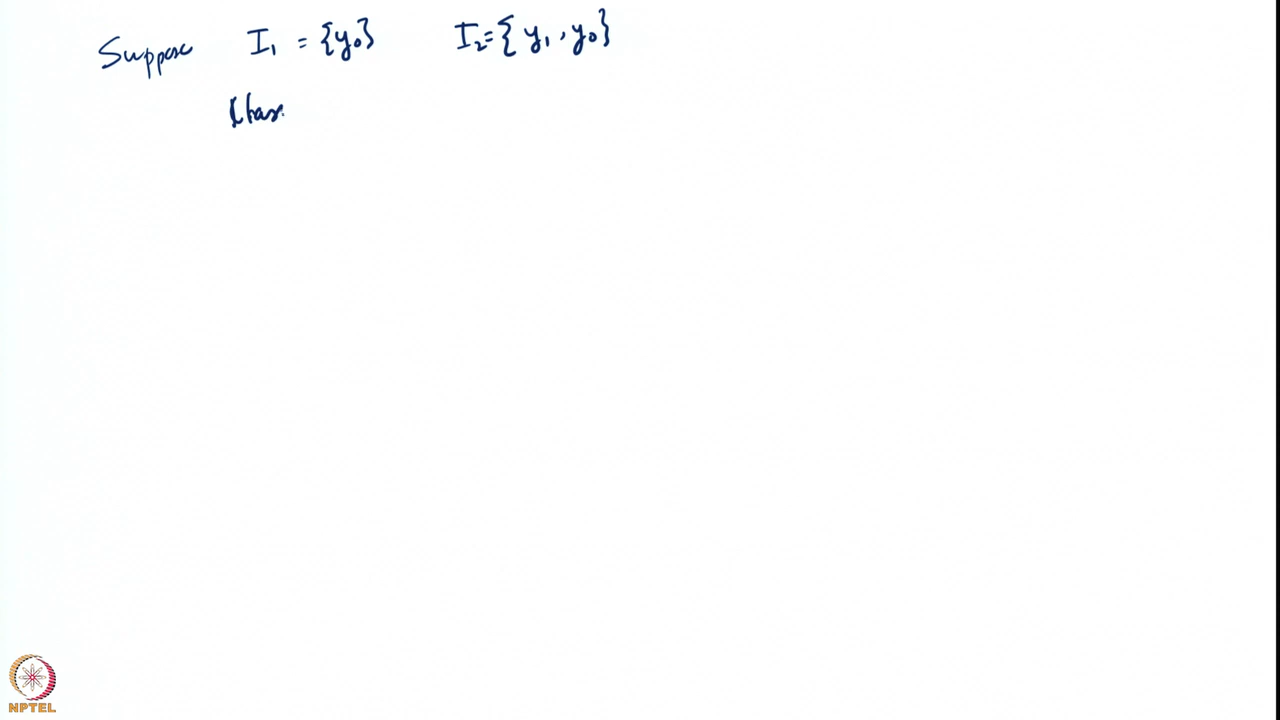 Suppose I₁ = {y₀} I₂ = {y₁, y₀}
NPTEL